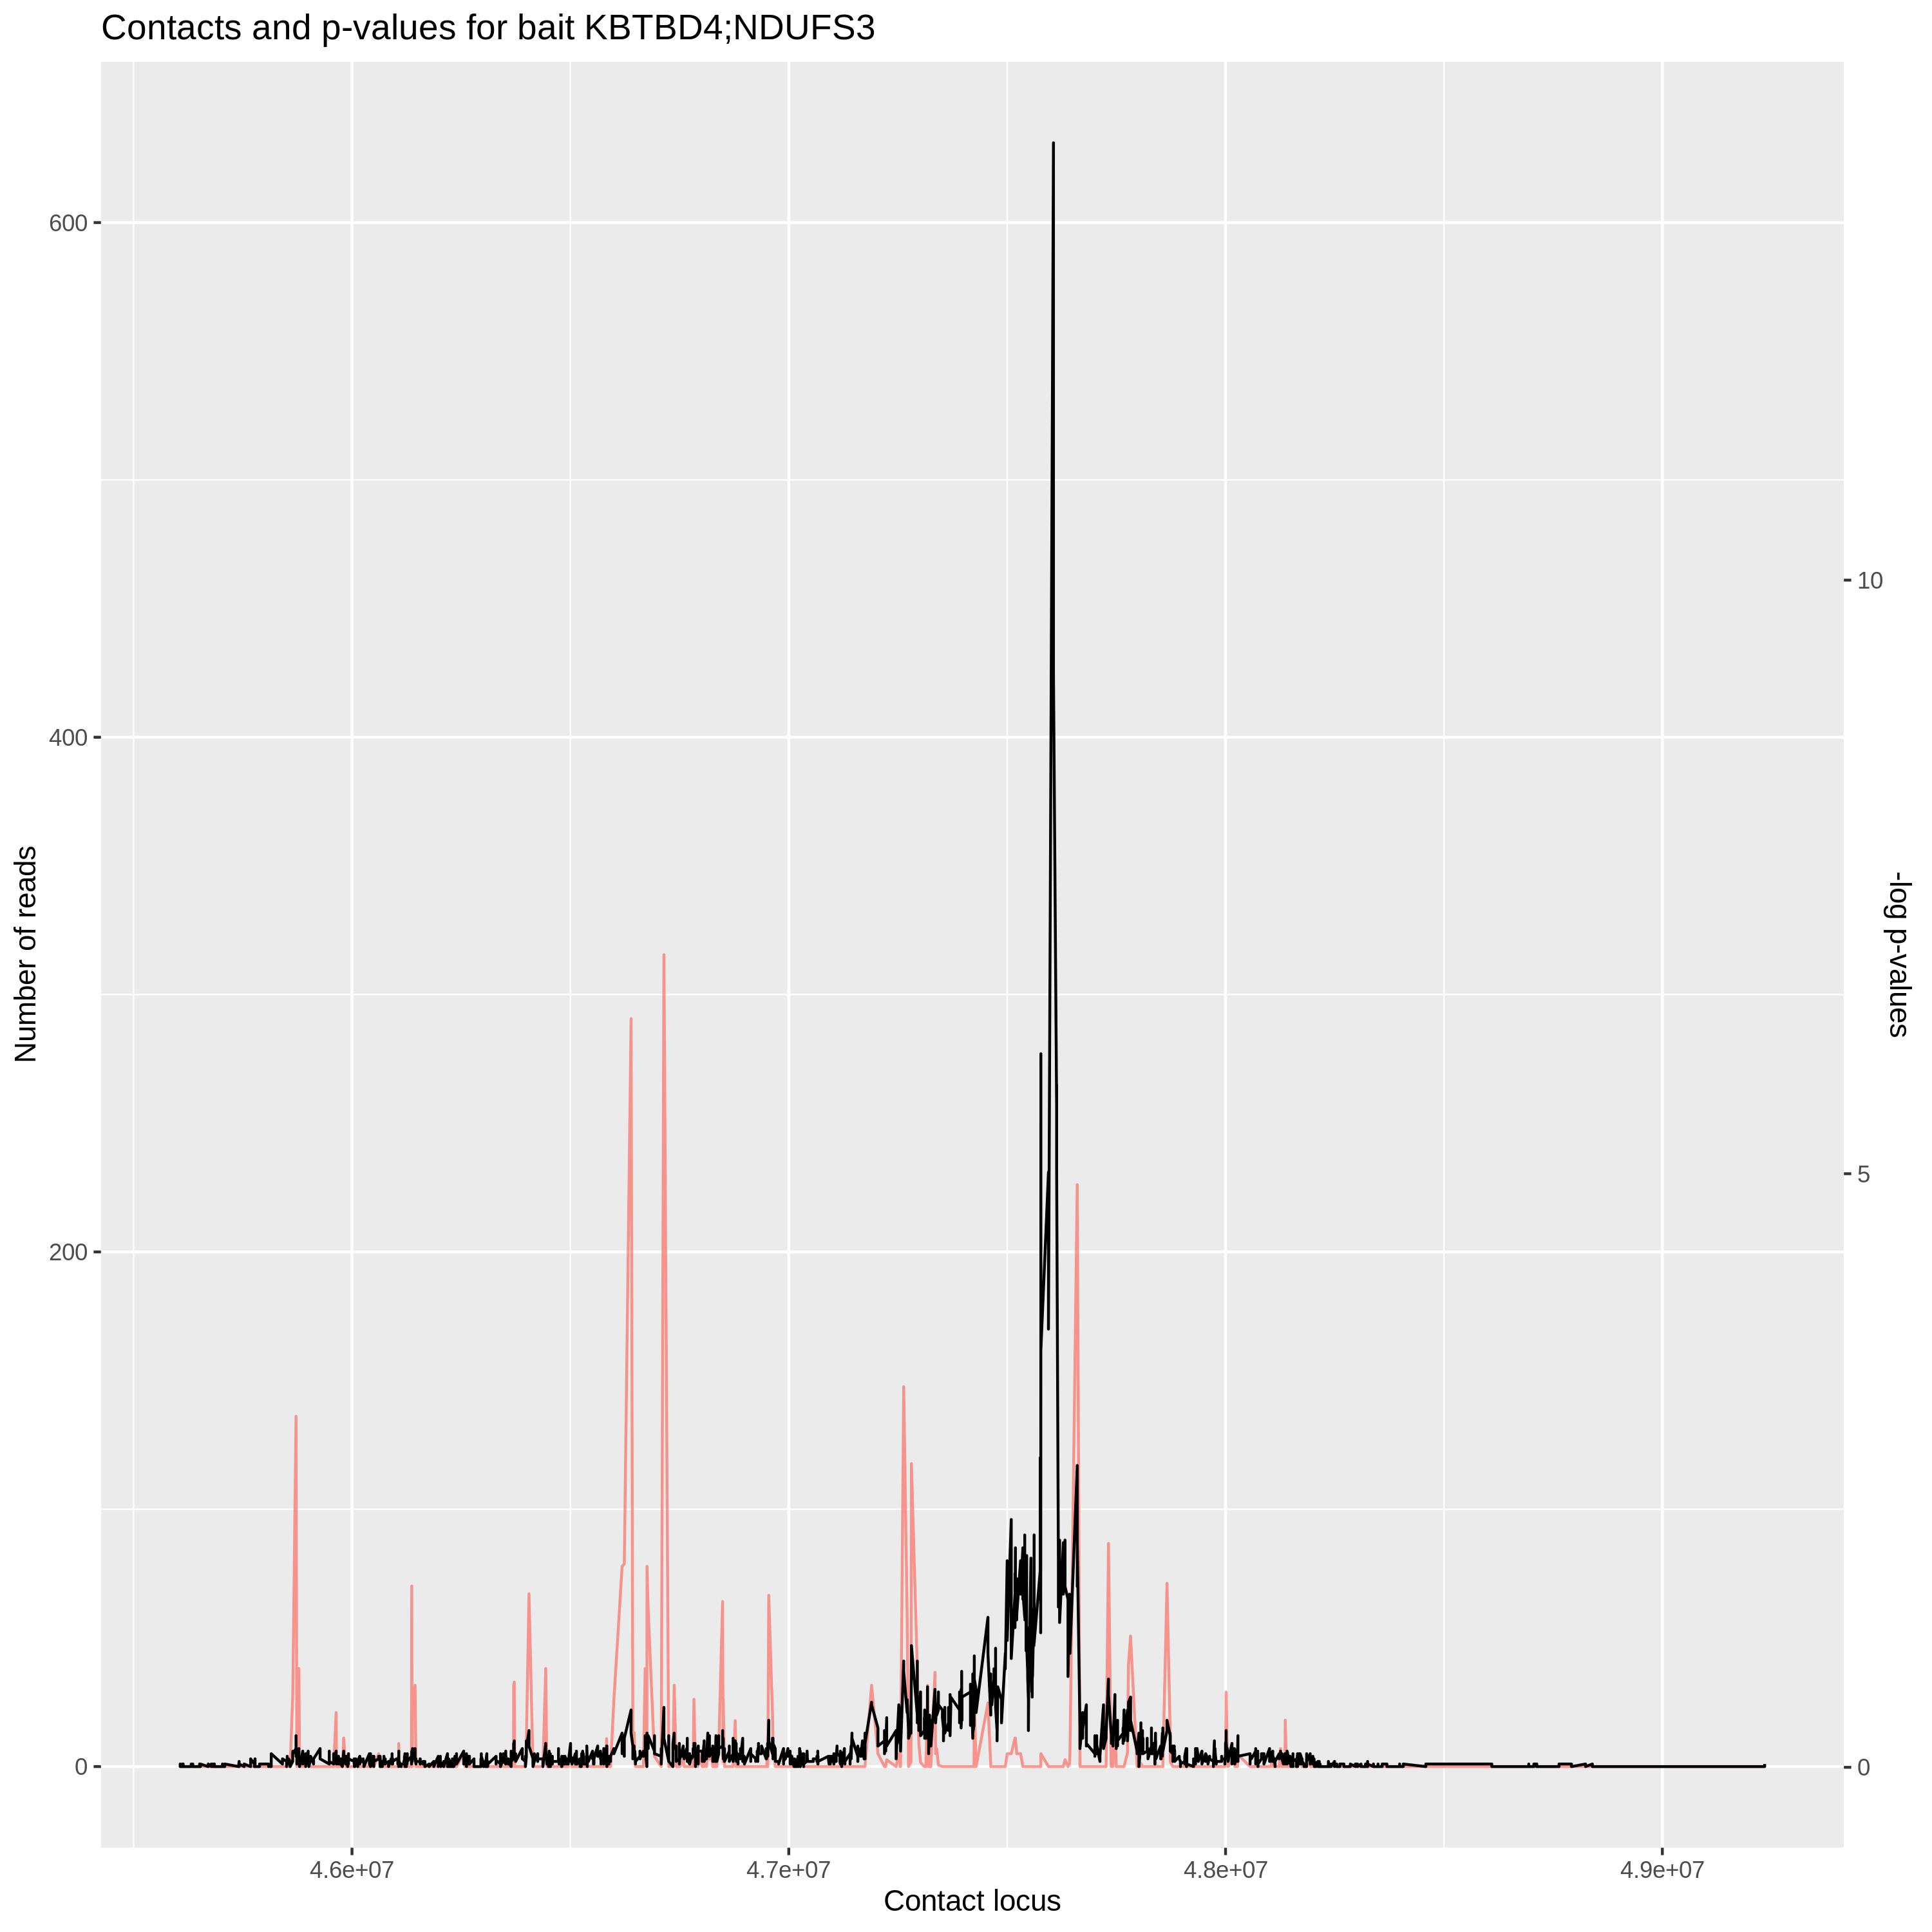 Contacts and p-values for bait KBTBD4;NDUFS3
600
400
200
0
Number of reads
10
5
0
-log p-values
4.6e+07
4.7e+07
4.8e+07
4.9e+07
Contact locus